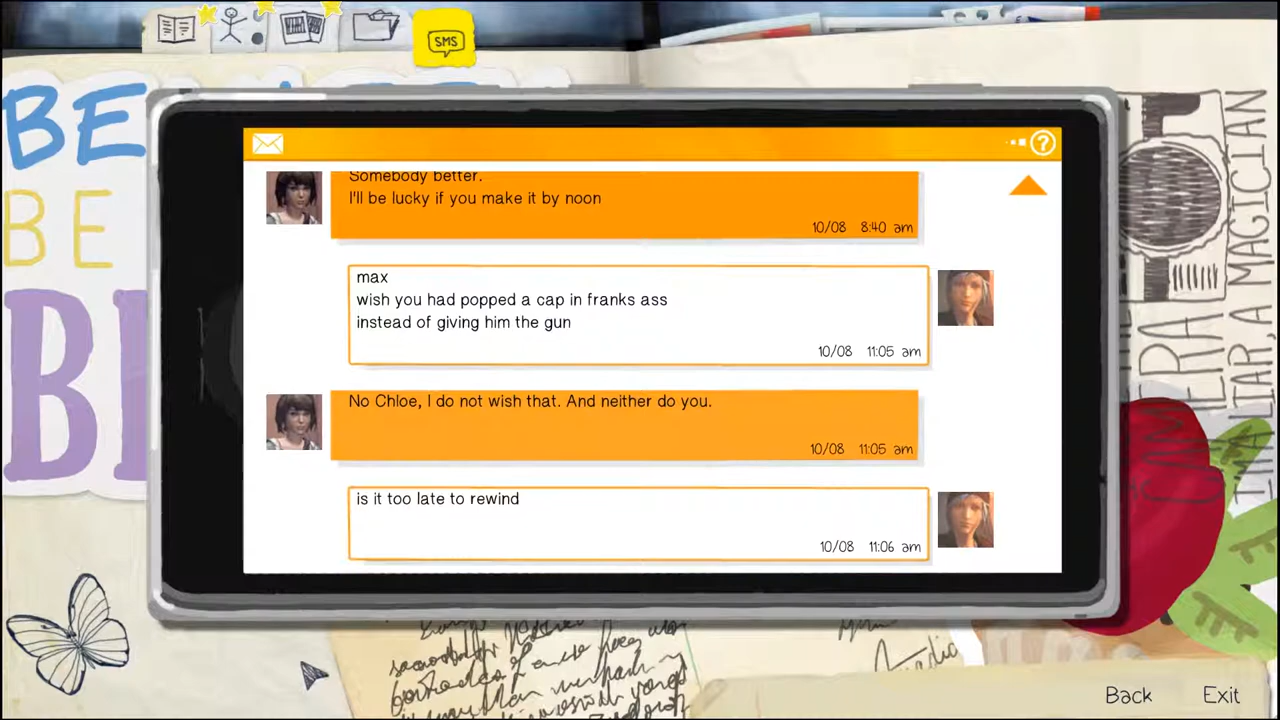 SMS
BE
BE
Somebody better.
I'll be lucky if you make it by noon
10/08 8:40 am
max
wish you had popped a cap in franks ass
instead of giving him the gun
10/08 11:05 am
No Chloe, I do not wish that. And neither do you.
10/08 11:05 am
is it too late to rewind
10/08 11:06 am
CAMERA
I'M A LIAR, A MAGICIAN
Back
Exit